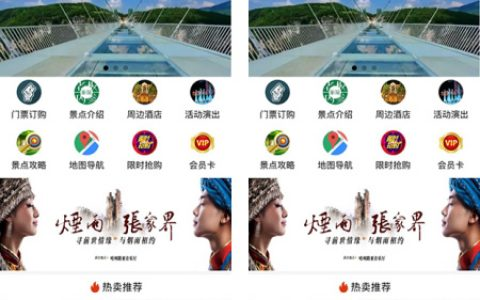 门票订购 景点介绍 周边酒店 活动演出
景点攻略 地图导航 限时抢购 会员卡
VIP
烟雨張家界
寻前世情缘 与烟雨相约
热卖推荐
门票订购 景点介绍 周边酒店 活动演出
景点攻略 地图导航 限时抢购 会员卡
VIP
烟雨張家界
寻前世情缘 与烟雨相约
热卖推荐